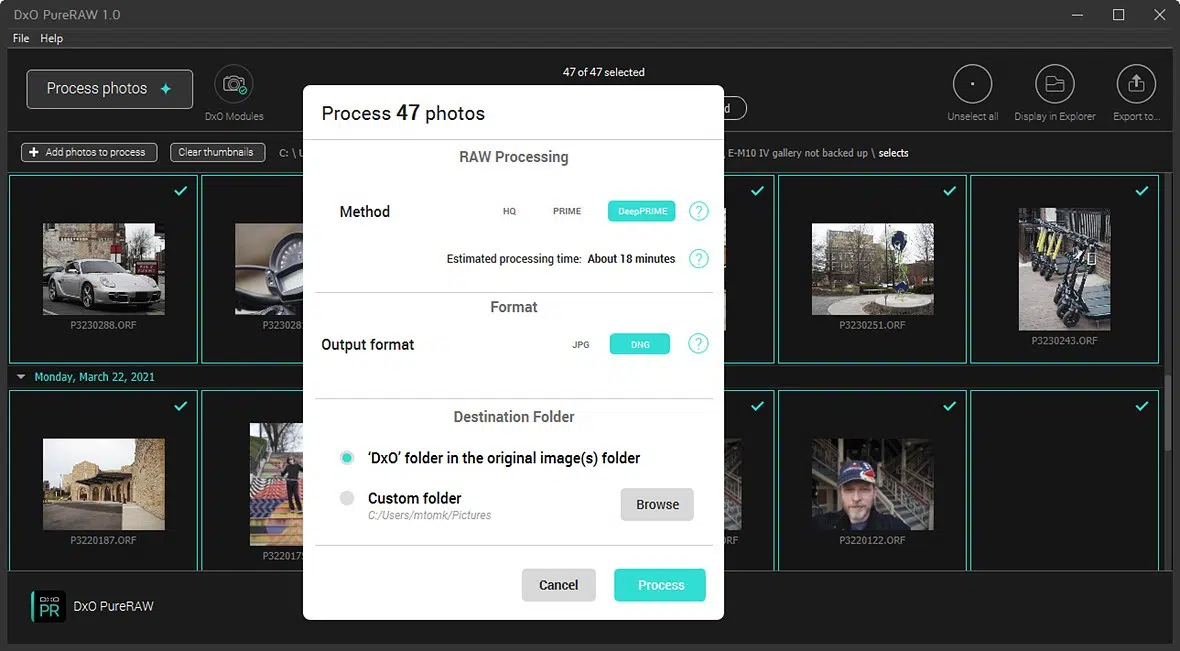 DxO PureRAW 1.0
File Help
Process photos
DxO Modules
47 of 47 selected
Unselect all
Display in Explorer
Export to...
Add photos to process
Clear thumbnails
C: \
E-M10 IV gallery not backed up \ selects
P3230288.ORF
P323028
P3230251.ORF
P3230243.ORF
Monday, March 22, 2021
P3220187.ORF
P322017
ORF
P3220122.ORF
Process 47 photos
RAW Processing
Method
HQ
PRIME
DeepPRIME
?
Estimated processing time: About 18 minutes
?
Format
Output format
JPG
DNG
?
Destination Folder
'DxO' folder in the original image(s) folder
Custom folder
C:/Users/mtomk/Pictures
Browse
Cancel
Process
DXO
PR
DxO PureRAW